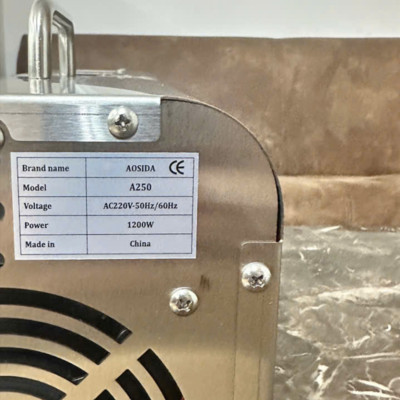 Brand name AOSIDA CE
Model A250
Voltage AC220V-50Hz/60Hz
Power 1200W
Made in China